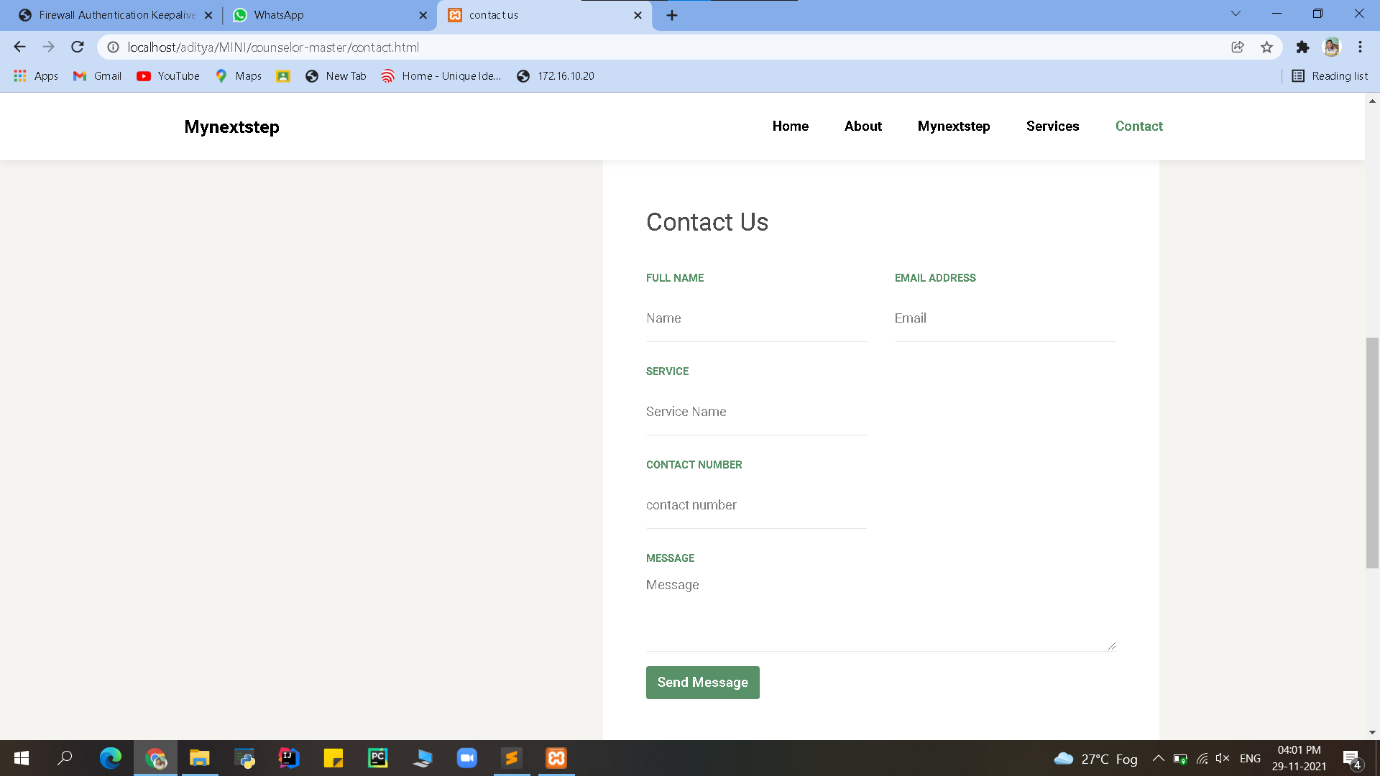 Firewall Authentication Keepalive
WhatsApp
contact us
localhost/aditya/MINI/counselor-master/contact.html
Apps
Gmail
YouTube
Maps
New Tab
Home - Unique Ide...
172.16.10.20
Reading list
Mynextstep
Home
About
Mynextstep
Services
Contact
Contact Us
FULL NAME
EMAIL ADDRESS
Name
Email
SERVICE
Service Name
CONTACT NUMBER
contact number
MESSAGE
Message
Send Message
IJ
PC
27°C Fog
ENG
04:01 PM
29-11-2021
4